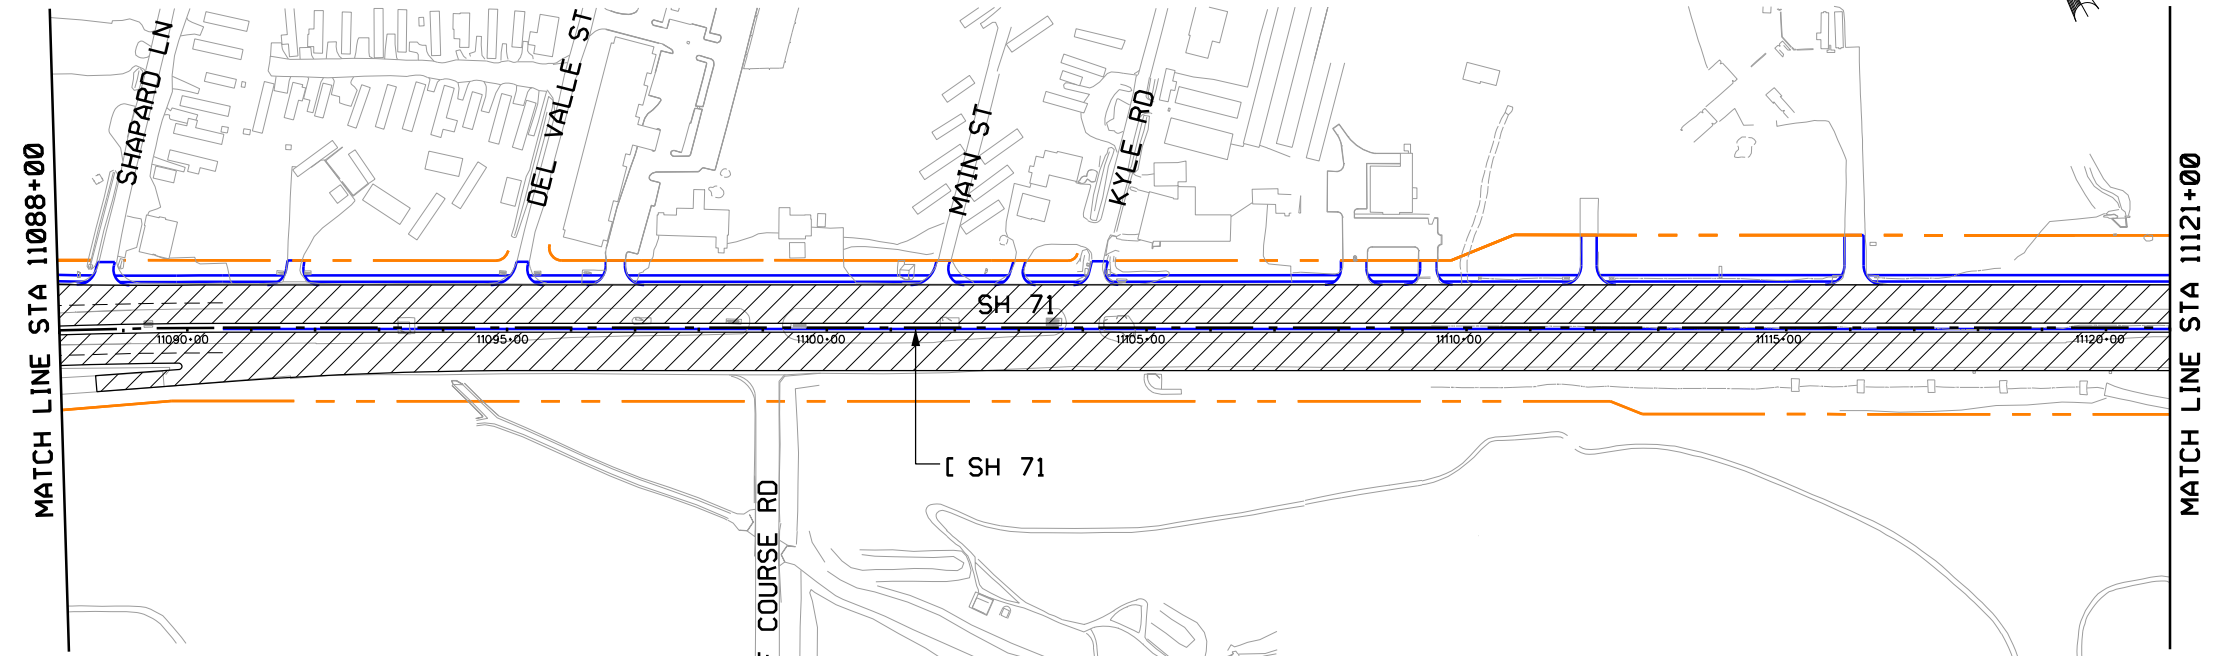 MATCH LINE STA 11088+00
SHAPARD LN
DEL VALLE ST
MAIN ST
KYLE RD
SH 71
11090+00
11095+00
11100+00
11105+00
11110+00
11115+00
11120+00
[ SH 71
COURSE RD
MATCH LINE STA 11121+00